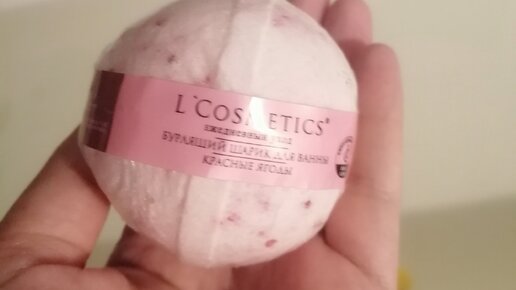 L'COSMETICS®
ежедневный уход
БУРЛЯЩИЙ ШАРИК ДЛЯ ВАННЫ
КРАСНЫЕ ЯГОДЫ